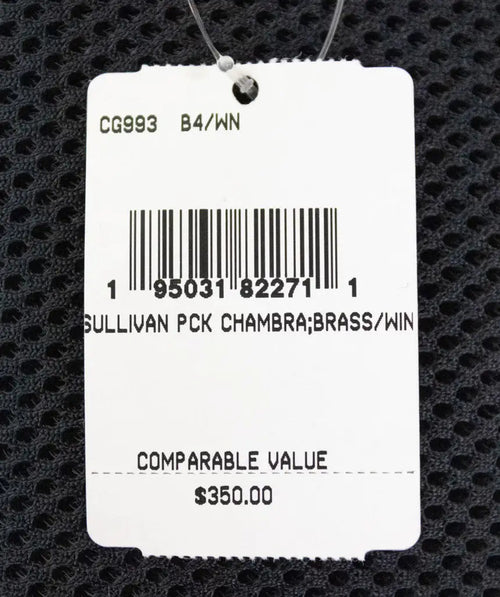 CG993 B4/WN
1 95031 82271 1
SULLIVAN PCK CHAMBRA;BRASS/WIN
COMPARABLE VALUE
$350.00